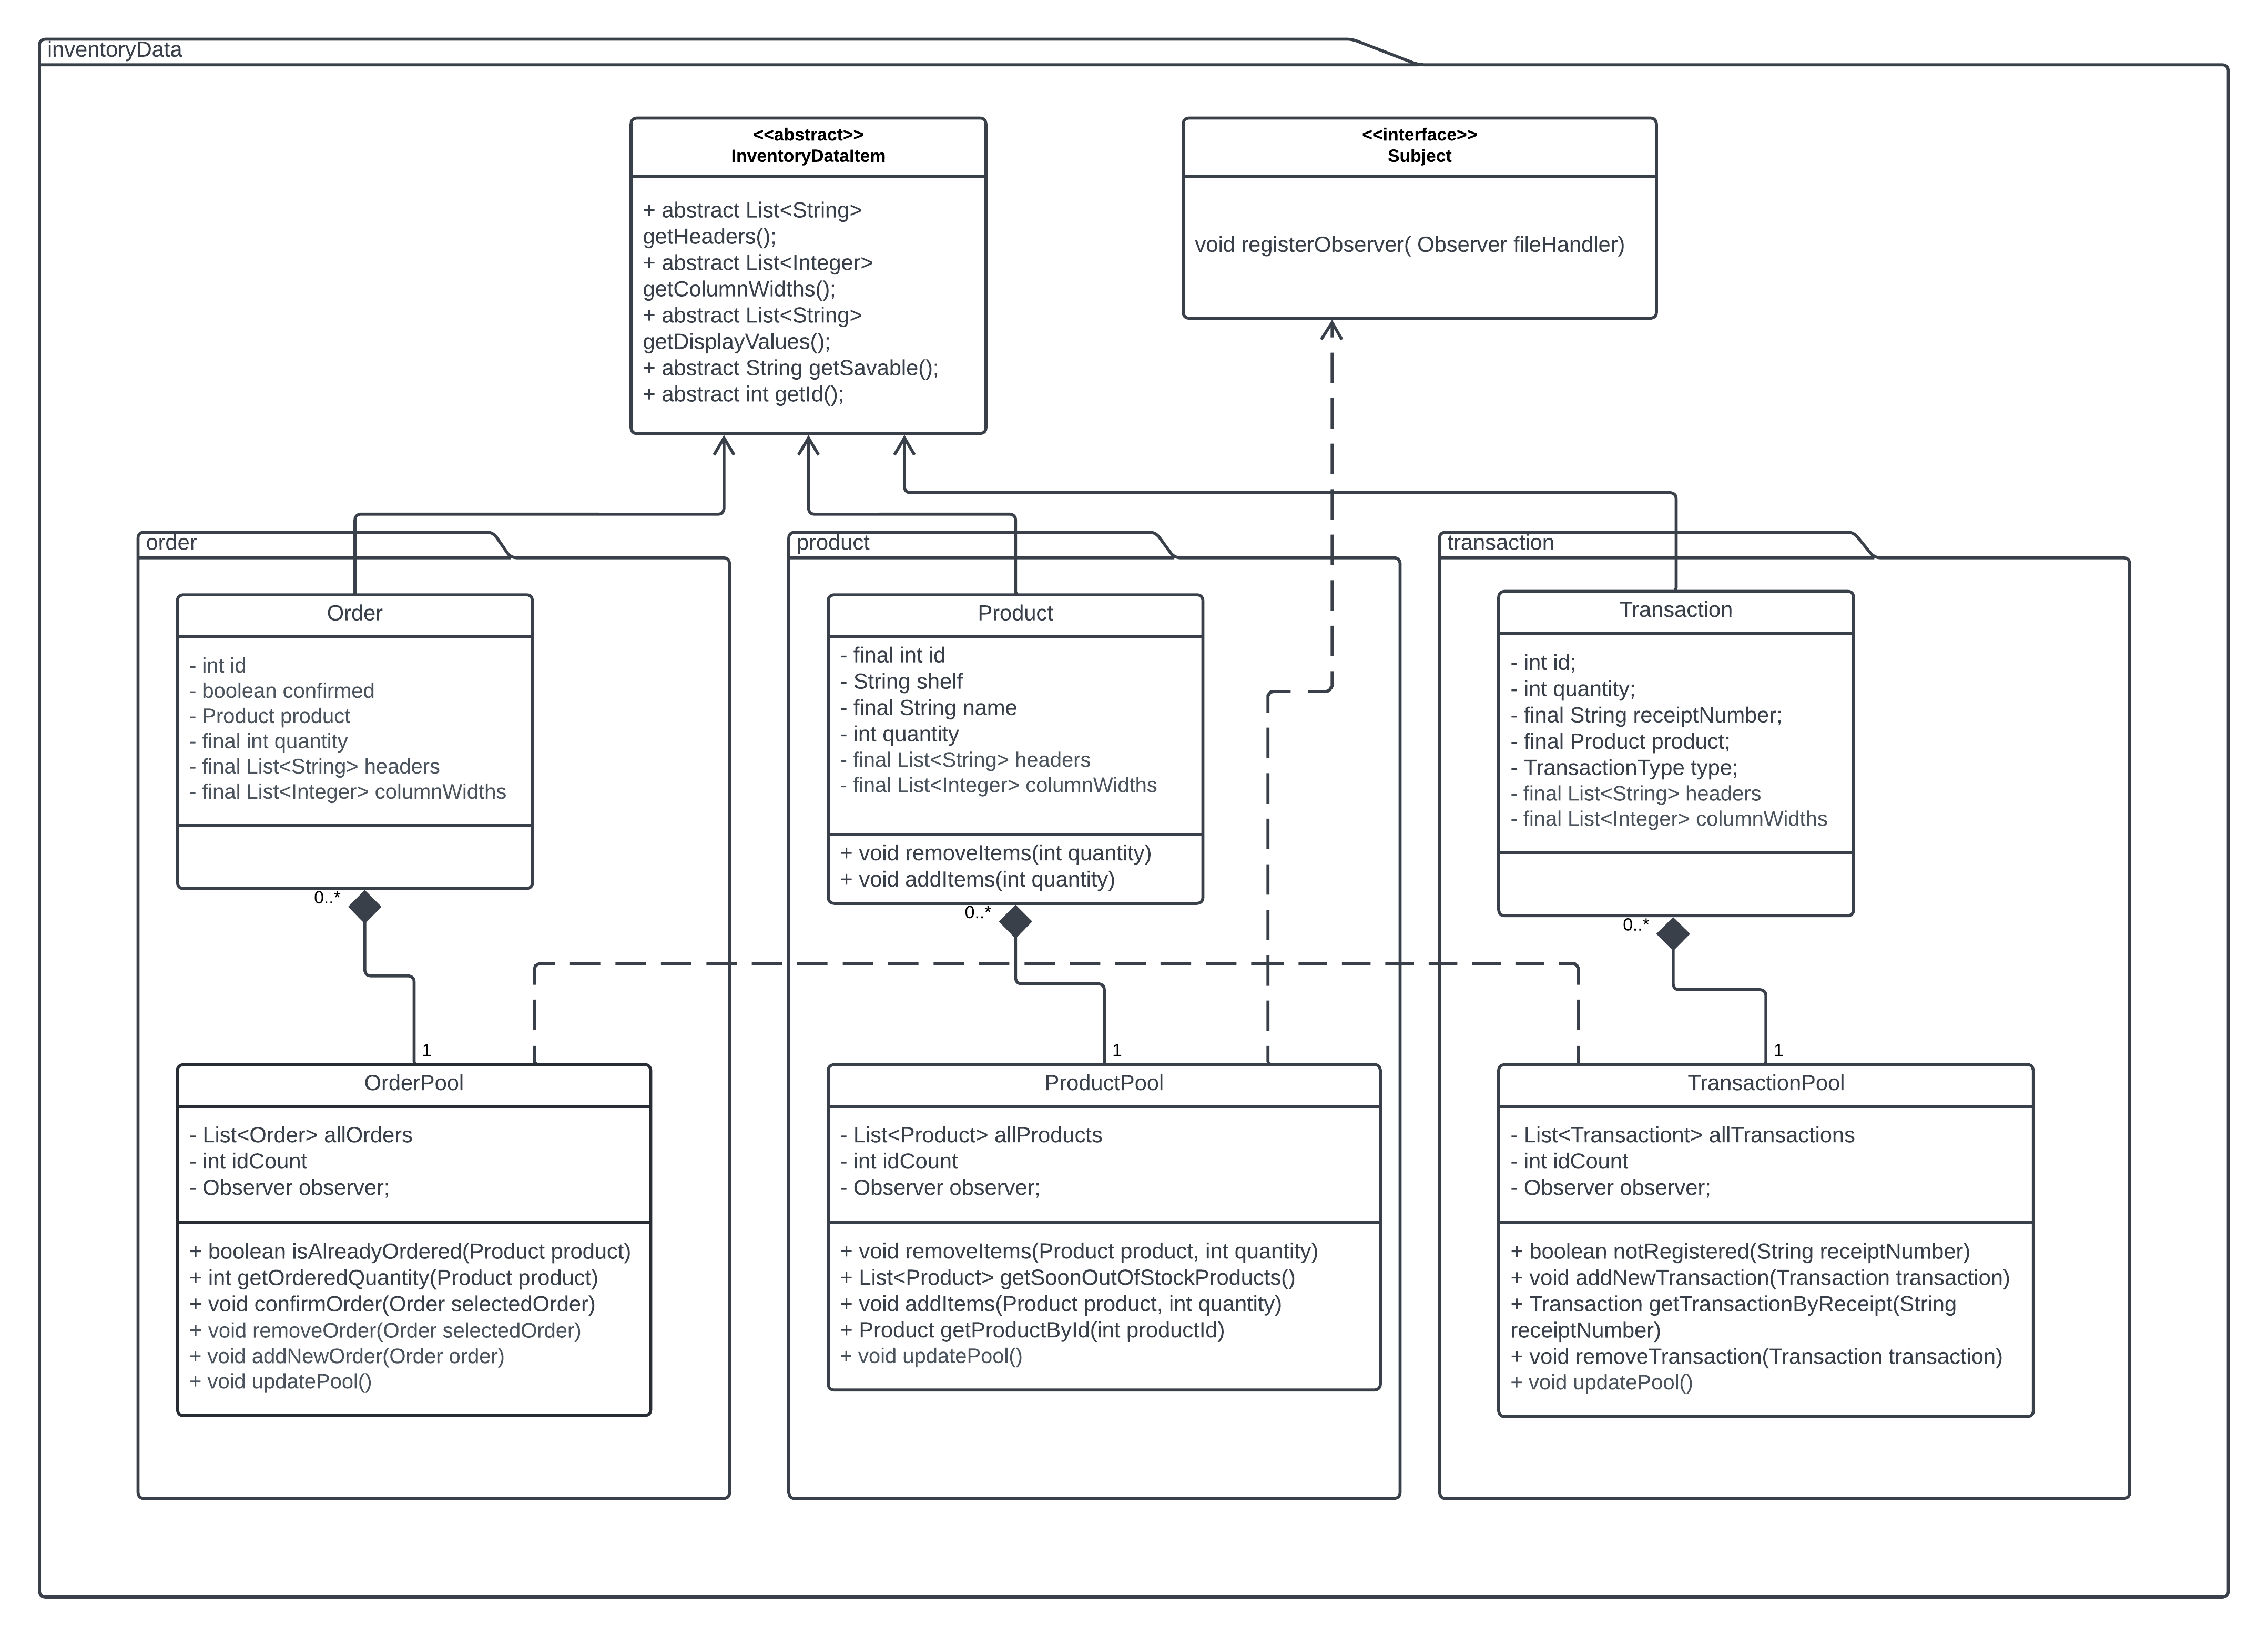 inventoryData
<<abstract>>
InventoryDataItem
+ abstract List<String>
getHeaders();
+ abstract List<Integer>
getColumnWidths();
+ abstract List<String>
getDisplayValues();
+ abstract String getSavable();
+ abstract int getId();
<<interface>>
Subject
void registerObserver( Observer fileHandler)
order
Order
- int id
- boolean confirmed
- Product product
- final int quantity
- final List<String> headers
- final List<Integer> columnWidths
0..*
1
OrderPool
- List<Order> allOrders
- int idCount
- Observer observer;
+ boolean isAlreadyOrdered(Product product)
+ int getOrderedQuantity(Product product)
+ void confirmOrder(Order selectedOrder)
+ void removeOrder(Order selectedOrder)
+ void addNewOrder(Order order)
+ void updatePool()
product
Product
- final int id
- String shelf
- final String name
- int quantity
- final List<String> headers
- final List<Integer> columnWidths
+ void removeItems(int quantity)
+ void addItems(int quantity)
0..*
1
ProductPool
- List<Product> allProducts
- int idCount
- Observer observer;
+ void removeItems(Product product, int quantity)
+ List<Product> getSoonOutOfStockProducts()
+ void addItems(Product product, int quantity)
+ Product getProductById(int productId)
+ void updatePool()
transaction
Transaction
- int id;
- int quantity;
- final String receiptNumber;
- final Product product;
- TransactionType type;
- final List<String> headers
- final List<Integer> columnWidths
0..*
1
TransactionPool
- List<Transactiont> allTransactions
- int idCount
- Observer observer;
+ boolean notRegistered(String receiptNumber)
+ void addNewTransaction(Transaction transaction)
+ Transaction getTransactionByReceipt(String
receiptNumber)
+ void removeTransaction(Transaction transaction)
+ void updatePool()